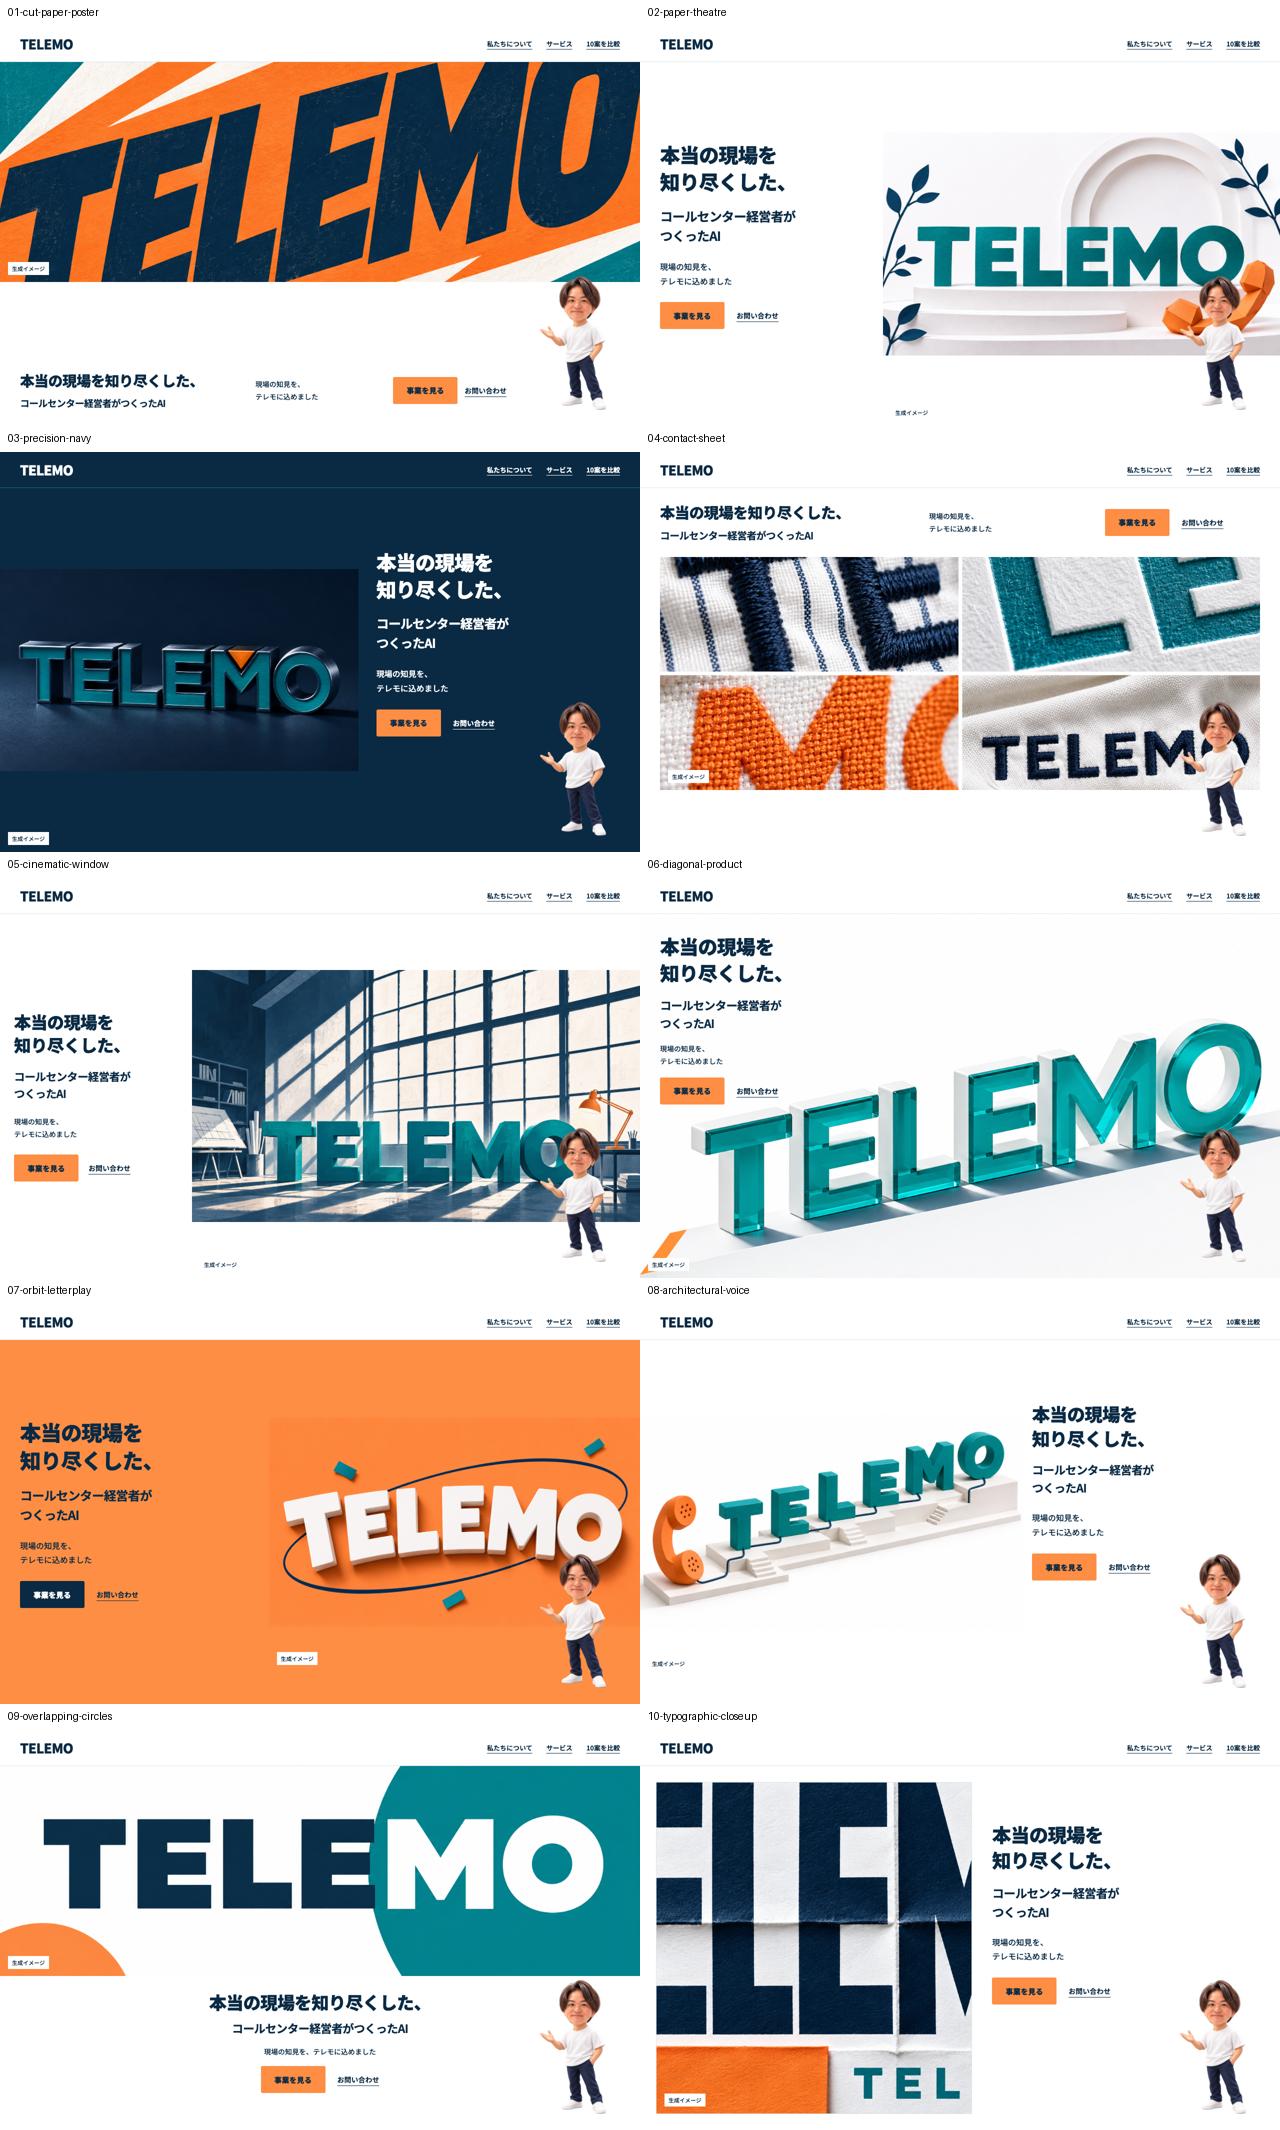 01-cut-paper-poster
TELEMO
私たちについて サービス 10案を比較
TELEMO
生成イメージ
本当の現場を知り尽くした、
コールセンター経営者がつくったAI
現場の知見を、
テレモに込めました
事業を見る お問い合わせ
02-paper-theatre
TELEMO
私たちについて サービス 10案を比較
本当の現場を
知り尽くした、
コールセンター経営者が
つくったAI
現場の知見を、
テレモに込めました
事業を見る お問い合わせ
TELEMO
生成イメージ
03-precision-navy
TELEMO
私たちについて サービス 10案を比較
TELEMO
本当の現場を
知り尽くした、
コールセンター経営者が
つくったAI
現場の知見を、
テレモに込めました
事業を見る お問い合わせ
生成イメージ
04-contact-sheet
TELEMO
私たちについて サービス 10案を比較
本当の現場を知り尽くした、
コールセンター経営者がつくったAI
現場の知見を、
テレモに込めました
事業を見る お問い合わせ
TE
LE
MO
TELEMO
生成イメージ
05-cinematic-window
TELEMO
私たちについて サービス 10案を比較
本当の現場を
知り尽くした、
コールセンター経営者が
つくったAI
現場の知見を、
テレモに込めました
事業を見る お問い合わせ
TELEMO
生成イメージ
06-diagonal-product
TELEMO
私たちについて サービス 10案を比較
本当の現場を
知り尽くした、
コールセンター経営者が
つくったAI
現場の知見を、
テレモに込めました
事業を見る お問い合わせ
TELEMO
生成イメージ
07-orbit-letterplay
TELEMO
私たちについて サービス 10案を比較
本当の現場を
知り尽くした、
コールセンター経営者が
つくったAI
現場の知見を、
テレモに込めました
事業を見る お問い合わせ
TELEMO
生成イメージ
08-architectural-voice
TELEMO
私たちについて サービス 10案を比較
TELEMO
本当の現場を
知り尽くした、
コールセンター経営者が
つくったAI
現場の知見を、
テレモに込めました
事業を見る お問い合わせ
生成イメージ
09-overlapping-circles
TELEMO
私たちについて サービス 10案を比較
TELEMO
生成イメージ
本当の現場を知り尽くした、
コールセンター経営者がつくったAI
現場の知見を、テレモに込めました
事業を見る お問い合わせ
10-typographic-closeup
TELEMO
私たちについて サービス 10案を比較
ELEM
TEL
生成イメージ
本当の現場を
知り尽くした、
コールセンター経営者が
つくったAI
現場の知見を、
テレモに込めました
事業を見る お問い合わせ